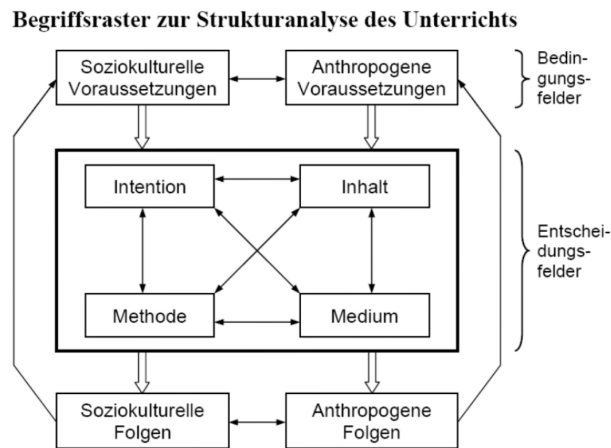 Begriffsraster zur Strukturanalyse des Unterrichts
Soziokulturelle
Voraussetzungen
Anthropogene
Voraussetzungen
Bedin-
gungs-
felder
Intention
Inhalt
Entschei-
dungs-
felder
Methode
Medium
Soziokulturelle
Folgen
Anthropogene
Folgen